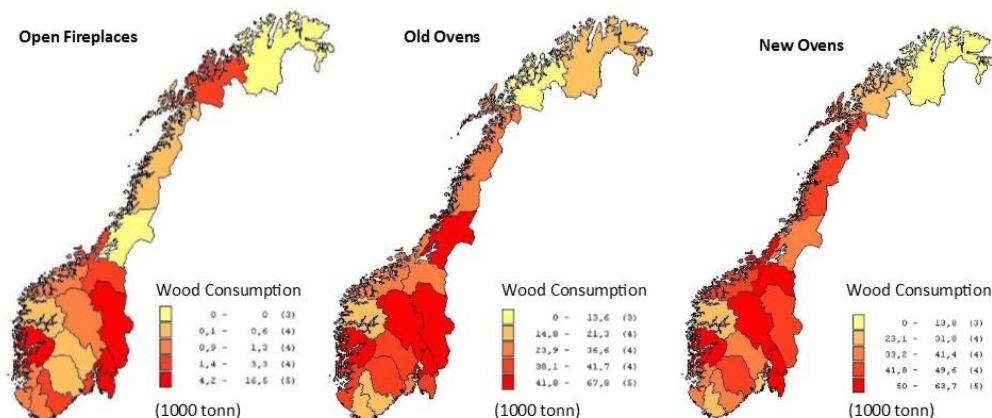 Open Fireplaces
Old Ovens
New Ovens
Wood Consumption
0 - 0 (3)
0,1 - 0,6 (4)
0,9 - 1,3 (4)
1,4 - 3,3 (4)
4,2 - 16,5 (5)
(1000 tonn)
Wood Consumption
0 - 13,6 (3)
14,8 - 21,3 (4)
23,9 - 36,6 (4)
38,1 - 41,7 (4)
41,8 - 67,8 (5)
(1000 tonn)
Wood Consumption
0 - 13,8 (3)
23,1 - 31,8 (4)
33,2 - 41,4 (4)
41,8 - 49,6 (4)
50 - 63,7 (5)
(1000 tonn)